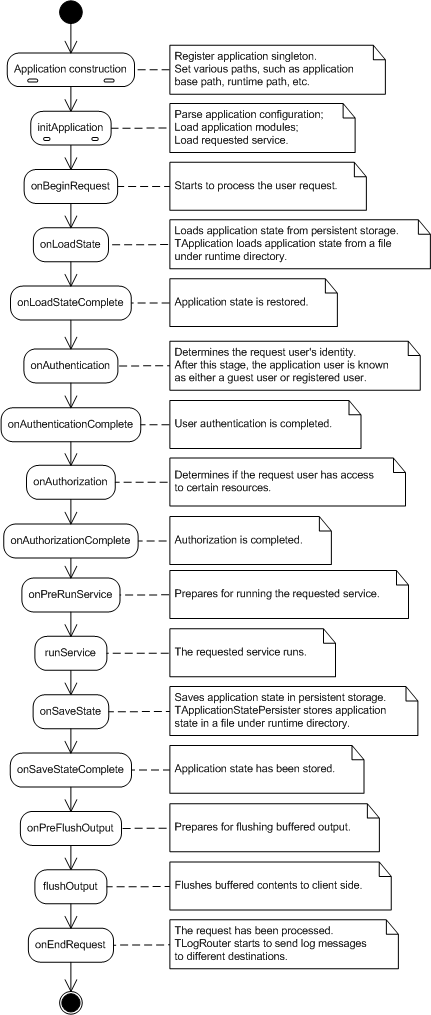 Application construction
Register application singleton.
Set various paths, such as application
base path, runtime path, etc.
initApplication
Parse application configuration;
Load application modules;
Load requested service.
onBeginRequest
Starts to process the user request.
onLoadState
Loads application state from persistent storage.
TApplication loads application state from a file
under runtime directory.
onLoadStateComplete
Application state is restored.
onAuthentication
Determines the request user's identity.
After this stage, the application user is known
as either a guest user or registered user.
onAuthenticationComplete
User authentication is completed.
onAuthorization
Determines if the request user has access
to certain resources.
onAuthorizationComplete
Authorization is completed.
onPreRunService
Prepares for running the requested service.
runService
The requested service runs.
onSaveState
Saves application state in persistent storage.
TApplicationStatePersister stores application
state in a file under runtime directory.
onSaveStateComplete
Application state has been stored.
onPreFlushOutput
Prepares for flushing buffered output.
flushOutput
Flushes buffered contents to client side.
onEndRequest
The request has been processed.
TLogRouter starts to send log messages
to different destinations.